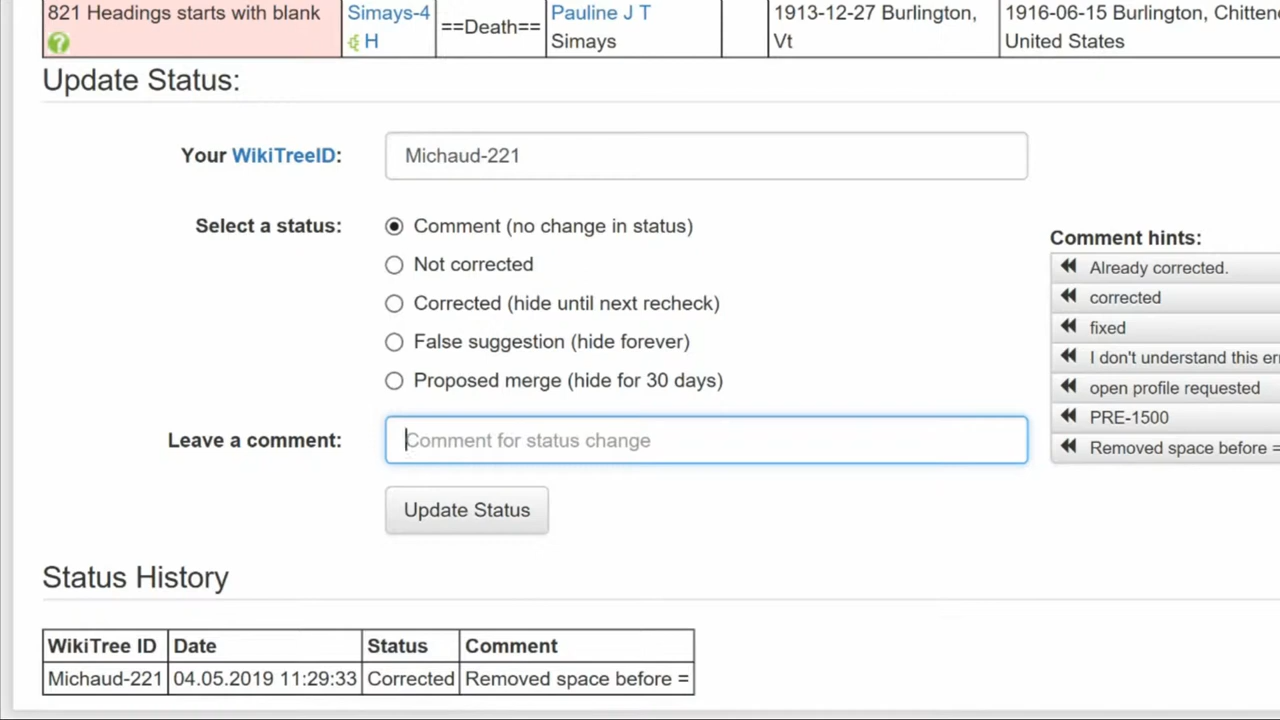 821 Headings starts with blank
Simays-4
H
==Death==
Pauline J T
Simays
1913-12-27 Burlington,
Vt
1916-06-15 Burlington,
United States
Update Status:
Your WikiTreeID:
Michaud-221
Select a status:
Comment (no change in status)
Not corrected
Corrected (hide until next recheck)
False suggestion (hide forever)
Proposed merge (hide for 30 days)
Comment hints:
Already corrected.
corrected
fixed
I don't understand this
open profile requested
PRE-1500
Removed space before =
Leave a comment:
Comment for status change
Update Status
Status History
WikiTree ID Date Status Comment
Michaud-221 04.05.2019 11:29:33 Corrected Removed space before =